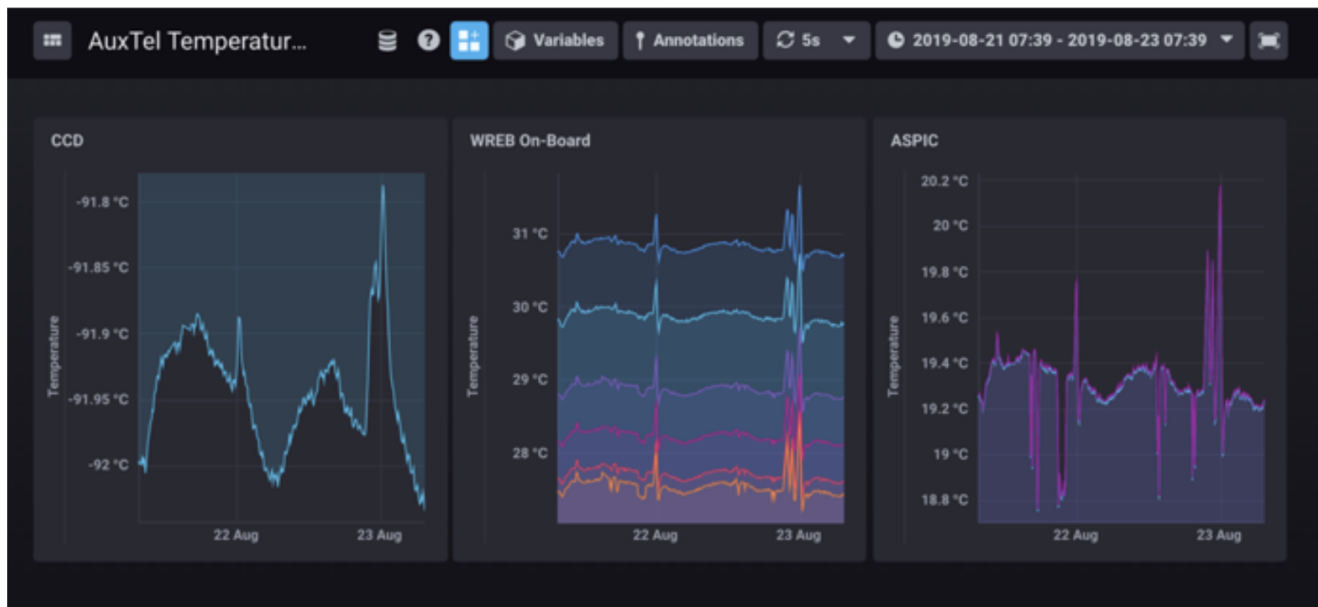 AuxTel Temperatur...
Variables
Annotations
5s
2019-08-21 07:39 - 2019-08-23 07:39
CCD
Temperature
-91.8 °C
-91.85 °C
-91.9 °C
-91.95 °C
-92 °C
22 Aug 23 Aug
WREB On-Board
Temperature
31 °C
30 °C
29 °C
28 °C
22 Aug 23 Aug
ASPIC
Temperature
20.2 °C
20 °C
19.8 °C
19.6 °C
19.4 °C
19.2 °C
19 °C
18.8 °C
22 Aug 23 Aug